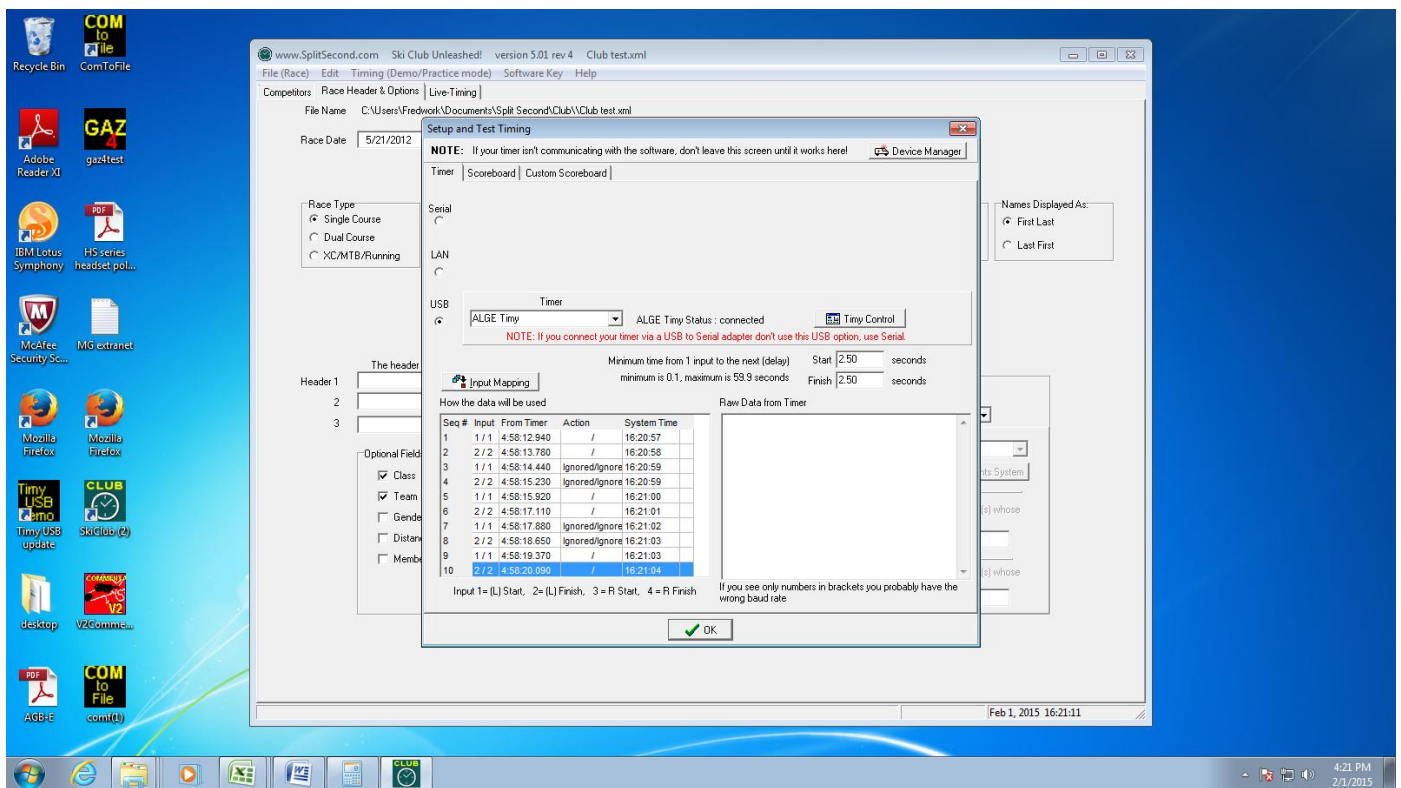 COM
to
File
Recycle Bin
ComToFile
Adobe
Reader XI
GAZ
4
gaz4test
IBM Lotus
Symphony
PDF
HS series
headset pol...
McAfee
Security Sc...
MG extranet
Mozilla
Firefox
Mozilla
Firefox
Timy
USB
Demo
Timy USB
update
CLUB
SkiClub (2)
desktop
V2
V2Comme...
PDF
AGB-E
COM
to
File
comf(1)
www.SplitSecond.com Ski Club Unleashed! version 5.01 rev 4 Club test.xml
File (Race) Edit Timing (Demo/Practice mode) Software Key Help
Competitors Race Header & Options Live-Timing
File Name C:\Users\Fredwork\Documents\Split Second\Club\\Club test.xml
Race Date 5/21/2012
Race Type
Single Course
Dual Course
XC/MTB/Running
Names Displayed As:
First Last
Last First
The header
Header 1
2
3
Optional Field
Class
Team
Gende
Distan
Membe
nts System
(s) whose
(s) whose
Setup and Test Timing
NOTE: If your timer isn't communicating with the software, don't leave this screen until it works here!
Device Manager
Timer Scoreboard Custom Scoreboard
Serial
LAN
USB
Timer
ALGE Timy
ALGE Timy Status : connected
Timy Control
NOTE: If you connect your timer via a USB to Serial adapter don't use this USB option, use Serial.
Minimum time from 1 input to the next (delay) Start 2.50 seconds
minimum is 0.1, maximum is 59.9 seconds Finish 2.50 seconds
Input Mapping
How the data will be used
Raw Data from Timer
Seq # Input From Timer Action System Time
1 1 / 1 4:58:12.940 / 16:20:57
2 2 / 2 4:58:13.780 / 16:20:58
3 1 / 1 4:58:14.440 Ignored/Ignore 16:20:59
4 2 / 2 4:58:15.230 Ignored/Ignore 16:20:59
5 1 / 1 4:58:15.920 / 16:21:00
6 2 / 2 4:58:17.110 / 16:21:01
7 1 / 1 4:58:17.880 Ignored/Ignore 16:21:02
8 2 / 2 4:58:18.650 Ignored/Ignore 16:21:03
9 1 / 1 4:58:19.370 / 16:21:03
10 2 / 2 4:58:20.090 / 16:21:04
Input 1= (L) Start, 2= (L) Finish, 3 = R Start, 4 = R Finish
If you see only numbers in brackets you probably have the
wrong baud rate
OK
Feb 1, 2015 16:21:11
CLUB
4:21 PM
2/1/2015